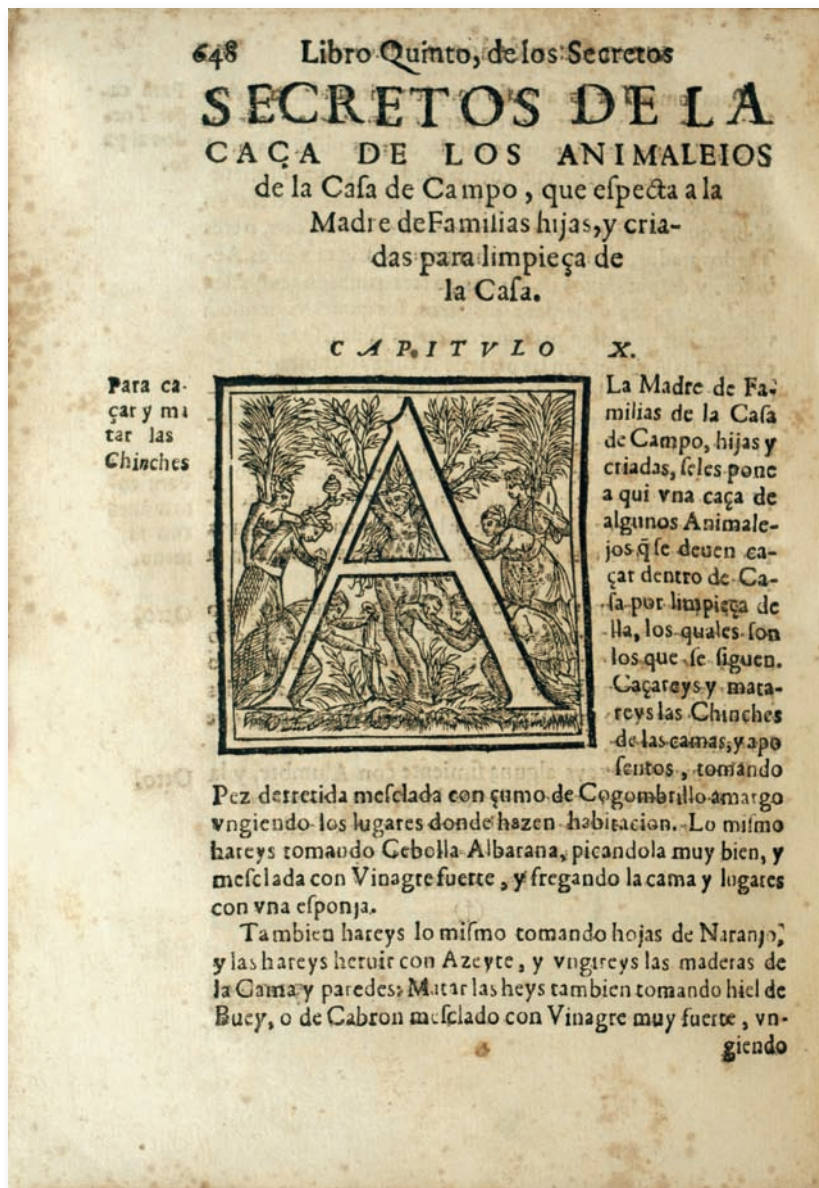 648 Libro Quinto, de los Secretos
SECRETOS DE LA
CAÇA DE LOS ANIMALEIOS
de la Caſa de Campo, que eſpecta a la
Madre de Familias hijas, y cria-
das para limpieça de
la Caſa.
CAPITVLO X.
Para ca-
çar y ma
tar las
Chinches
A
La Madre de Fa-
milias de la Caſa
de Campo, hijas y
criadas, ſeles pone
a qui vna caça de
algunos Animale-
jos q̃ ſe deuen ca-
çar dentro de Ca-
ſa por limpieça de
lla, los quales ſon
los que ſe ſiguen.
Caçareys y mata-
reys las Chinches
de las camas, y apo
ſentos, tomando
Pez derretida meſclada con çumo de Cogombrillo amargo
vngiendo los lugares donde hazen habitacion. Lo miſmo
hareys tomando Cebolla Albarana, picandola muy bien, y
meſclada con Vinagre fuerte, y fregando la cama y lugares
con vna eſponja.
Tambien hareys lo miſmo tomando hojas de Naranjo,
y las hareys heruir con Azeyte, y vngireys las maderas de
la Cama y paredes: Matar las heys tambien tomando hiel de
Buey, o de Cabron meſclado con Vinagre muy fuerte, vn-
giendo